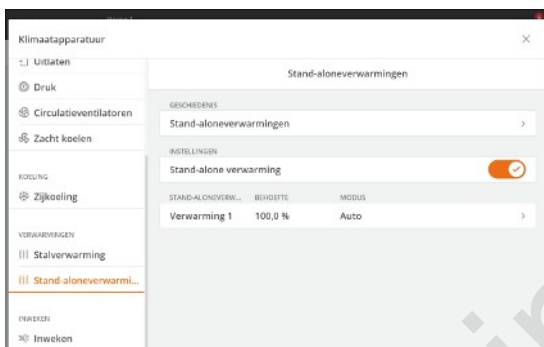 Klimaatapparatuur
Uitlaten
Druk
Circulatieventilatoren
Zacht koelen
KOELING
Zijkoeling
VERWARMINGEN
Stalverwarming
Stand-aloneverwarmi...
INWEKEN
Inweken
Stand-aloneverwarmingen
GESCHIEDENIS
Stand-aloneverwarmingen
INSTELLINGEN
Stand-alone verwarming
STAND-ALONEVERW... BEHOEFTE MODUS
Verwarming 1 100,0 % Auto